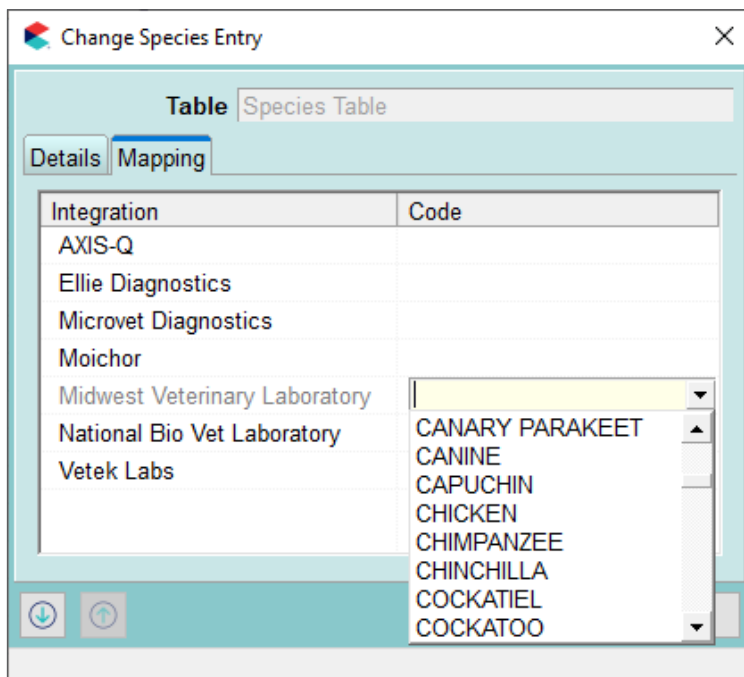 Change Species Entry
Table Species Table
Details Mapping
Integration Code
AXIS-Q
Ellie Diagnostics
Microvet Diagnostics
Moichor
Midwest Veterinary Laboratory
National Bio Vet Laboratory
Vetek Labs
CANARY PARAKEET
CANINE
CAPUCHIN
CHICKEN
CHIMPANZEE
CHINCHILLA
COCKATIEL
COCKATOO